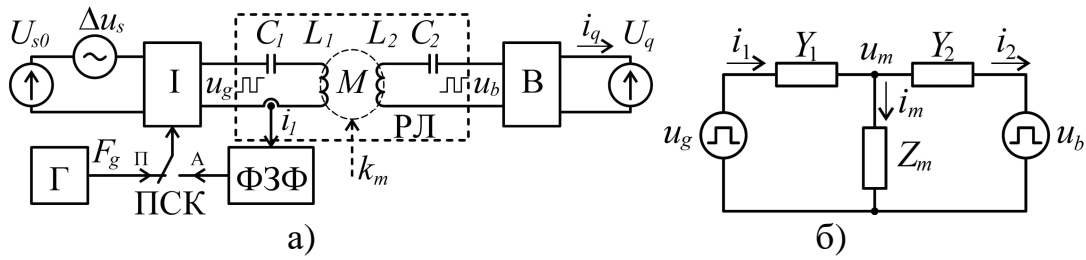 Δu_s
U_s0
C_1 L_1 L_2 C_2 i_q U_q
I u_g M u_b B
i_1 РЛ
F_g П А k_m
Г ПСК ФЗФ
а)
i_1 Y_1 u_m Y_2 i_2
i_m
u_g Z_m u_b
б)